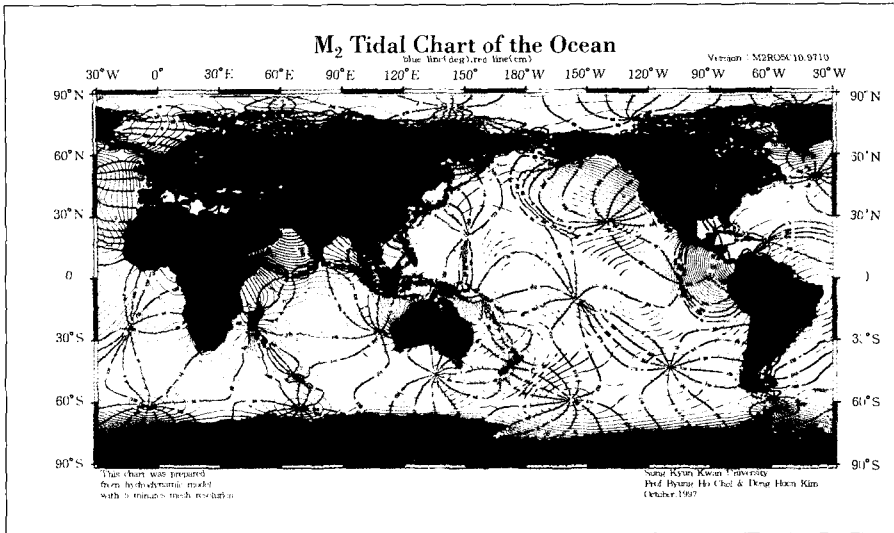 M₂ Tidal Chart of the Ocean
blue line(deg),red line(cm)
Version : M2RO5C10.9710
30°W 0° 30°E 60°E 90°E 120°E 150°E 180°W 150°W 120°W 90°W 60°W 30°W
90°N 90°N
60°N 60°N
30°N 30°N
0
30°S 30°S
60°S 60°S
90°S 90°S
This chart was prepared
from hydrodynamic model
with 5 minutes mesh resolution
Sung Kyun Kwan University
Prof Byung Ho Choi & Dong Hoon Kim
October.1997